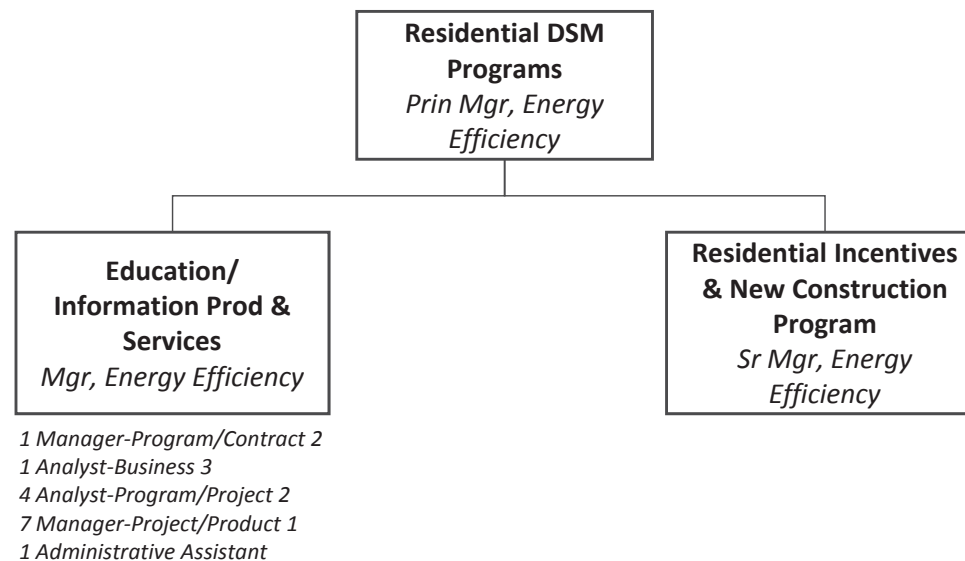 Residential DSM
Programs
Prin Mgr, Energy
Efficiency
Education/
Information Prod &
Services
Mgr, Energy Efficiency
Residential Incentives
& New Construction
Program
Sr Mgr, Energy
Efficiency
1 Manager-Program/Contract 2
1 Analyst-Business 3
4 Analyst-Program/Project 2
7 Manager-Project/Product 1
1 Administrative Assistant